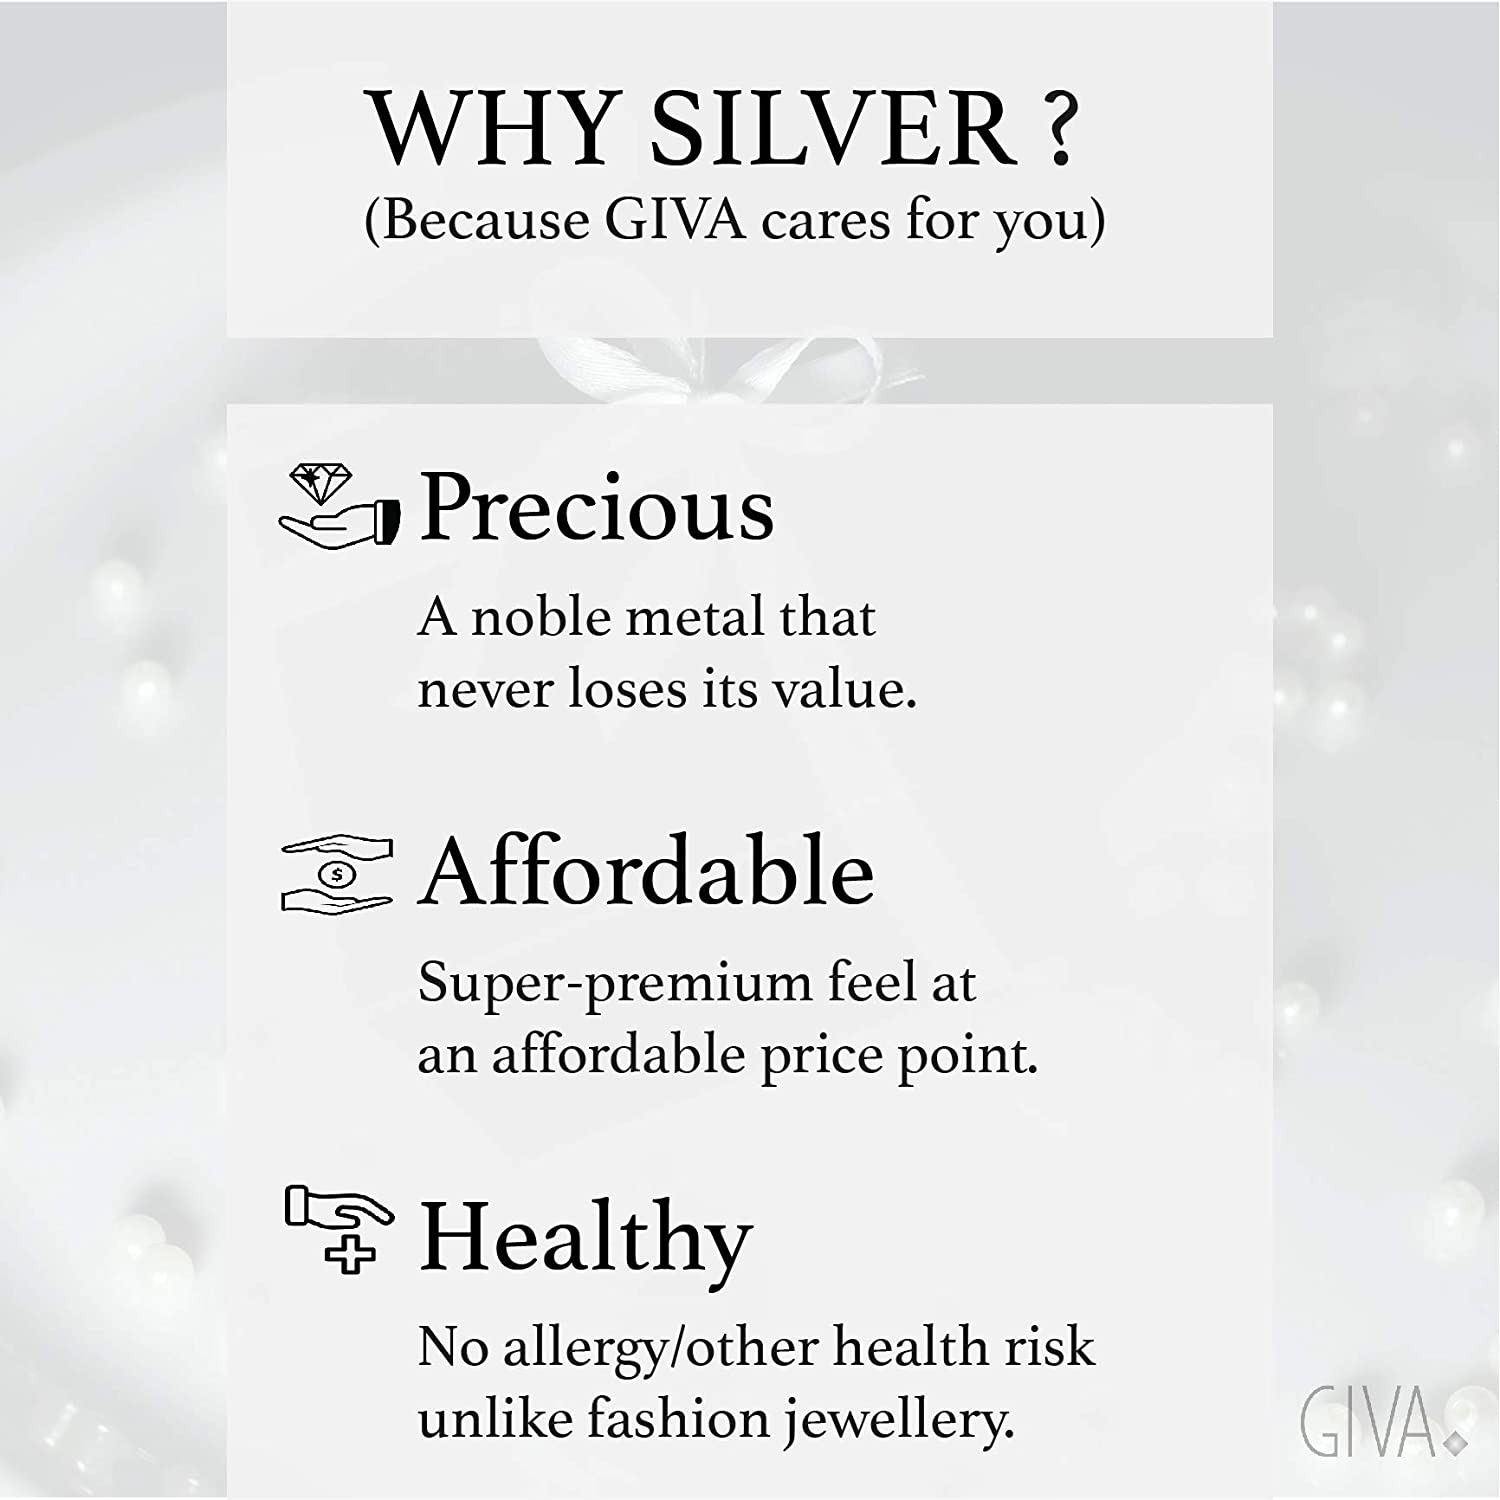 WHY SILVER ?
(Because GIVA cares for you)
Precious
A noble metal that
never loses its value.
$
Affordable
Super-premium feel at
an affordable price point.
Healthy
No allergy/other health risk
unlike fashion jewellery.
GIVA